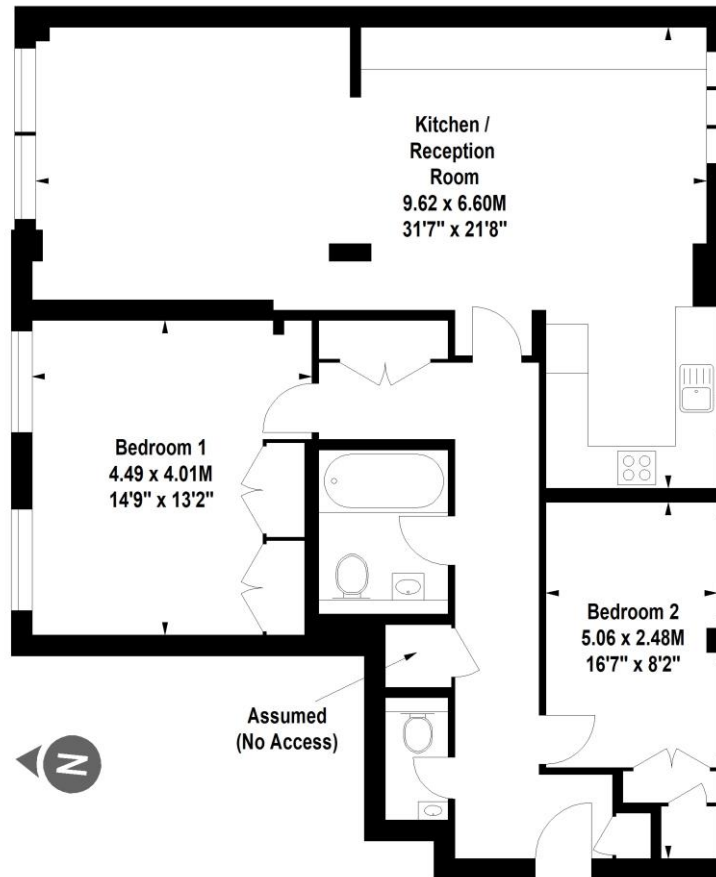 Kitchen /
Reception
Room
9.62 x 6.60M
31'7" x 21'8"
Bedroom 1
4.49 x 4.01M
14'9" x 13'2"
Bedroom 2
5.06 x 2.48M
16'7" x 8'2"
Assumed
(No Access)
N